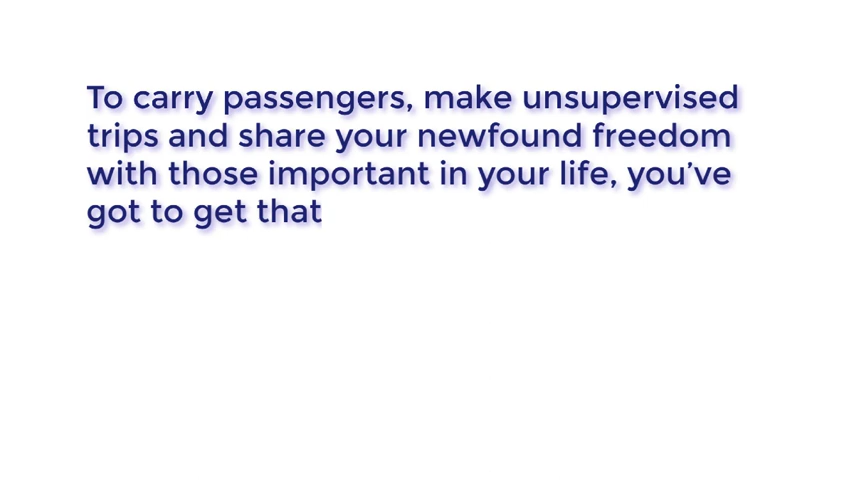 To carry passengers, make unsupervised
trips and share your newfound freedom
with those important in your life, you’ve
got to get that